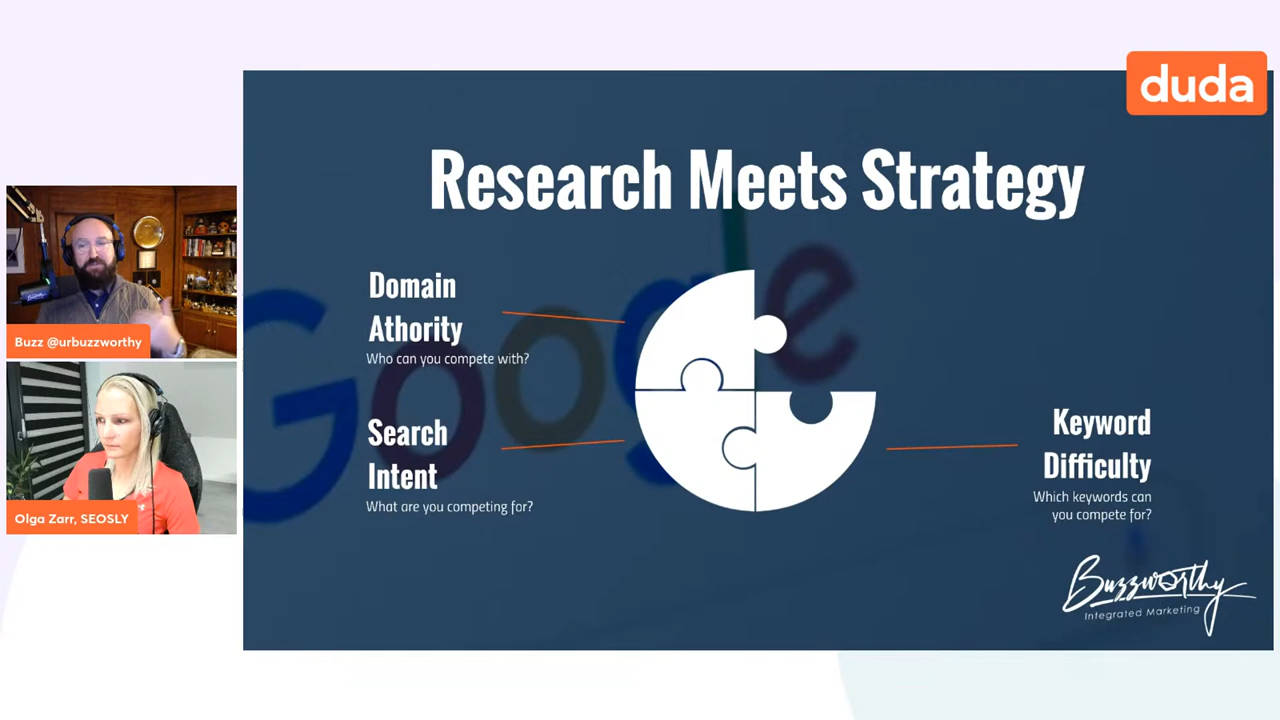 duda
Research Meets Strategy
Domain
Athority
Who can you compete with?
Search
Intent
What are you competing for?
Keyword
Difficulty
Which keywords can
you compete for?
Google
Buzzworthy
Integrated Marketing
Buzz @urbuzzworthy
Olga Zarr, SEOSLY